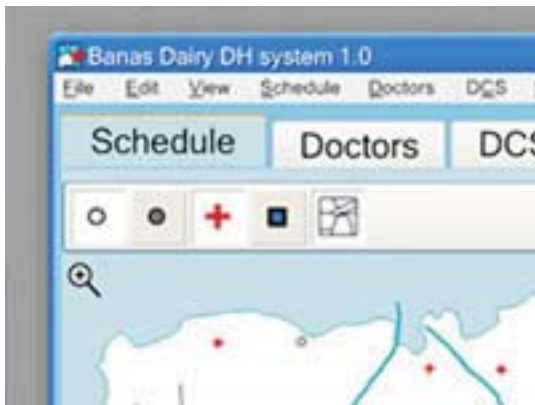 Banas Dairy DH system 1.0
File Edit View Schedule Doctors DCS
Schedule Doctors DCS